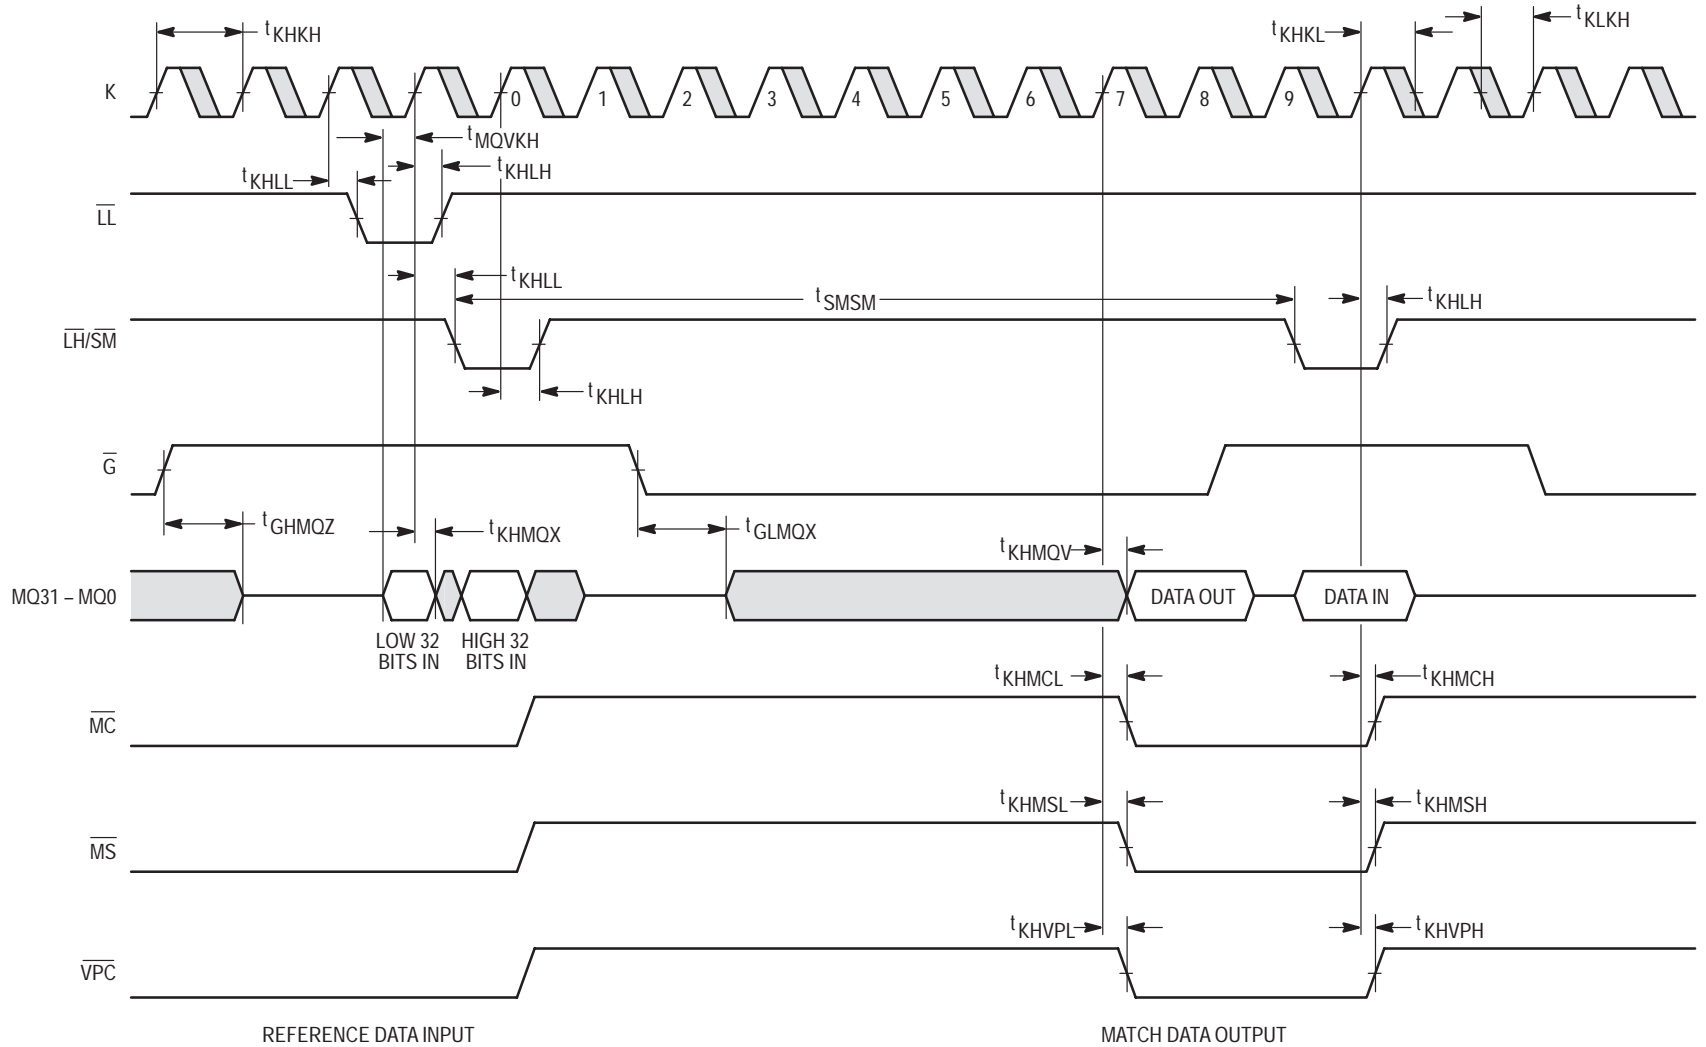 tKHKH
tKHKL
tKLKH
K
0 1 2 3 4 5 6 7 8 9
tMQVKH
tKHLL
tKHLH
LL
tKHLL
tSMSM
tKHLH
LH/SM
tKHLH
G
tGHMQZ
tKHMQX
tGLMQX
tKHMQV
MQ31 – MQ0
DATA OUT
DATA IN
LOW 32
BITS IN
HIGH 32
BITS IN
tKHMCL
tKHMCH
MC
tKHMSL
tKHMSH
MS
tKHVPL
tKHVPH
VPC
REFERENCE DATA INPUT
MATCH DATA OUTPUT